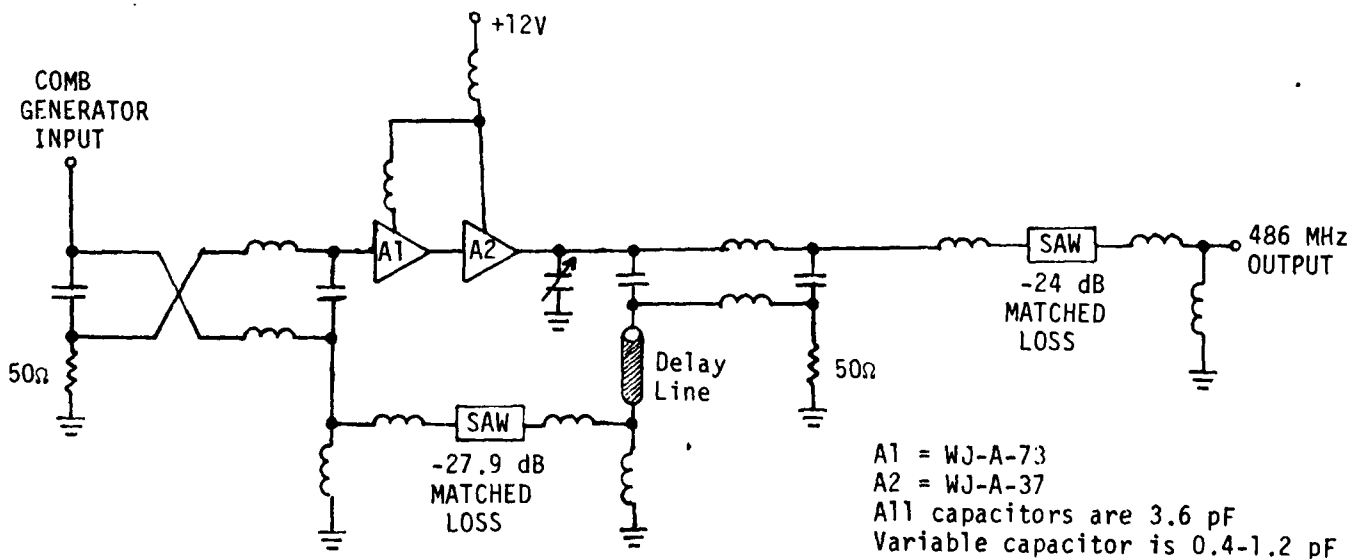 +12V
COMB
GENERATOR
INPUT
A1
A2
SAW
-24 dB
MATCHED
LOSS
486 MHz
OUTPUT
50Ω
Delay
Line
50Ω
SAW
-27.9 dB
MATCHED
LOSS
A1 = WJ-A-73
A2 = WJ-A-37
All capacitors are 3.6 pF
Variable capacitor is 0.4-1.2 pF